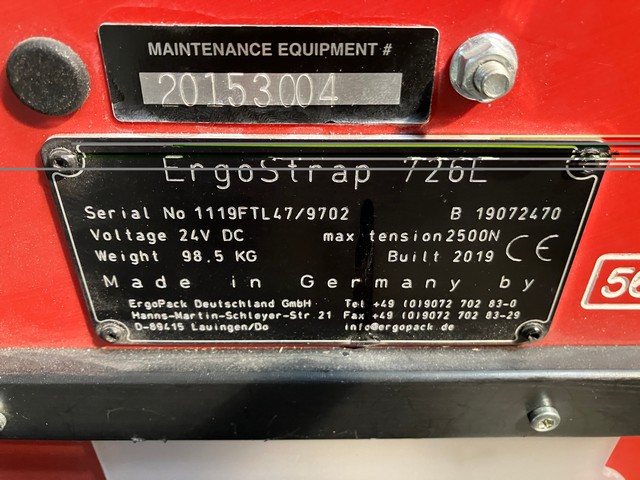 MAINTENANCE EQUIPMENT #
20153004
ErgoStrap 726E
Serial No 1119FTL47/9702 B 19072470
Voltage 24V DC max tension 2500N
Weight 98,5 KG Built 2019 CE
Made in Germany by
ErgoPack Deutschland GmbH Tel +49 (0)9072 702 83-0
Hanns-Martin-Schleyer-Str 21 Fax +49 (0)9072 702 83-29
D-89415 Lauingen/Do info@ergopack.de